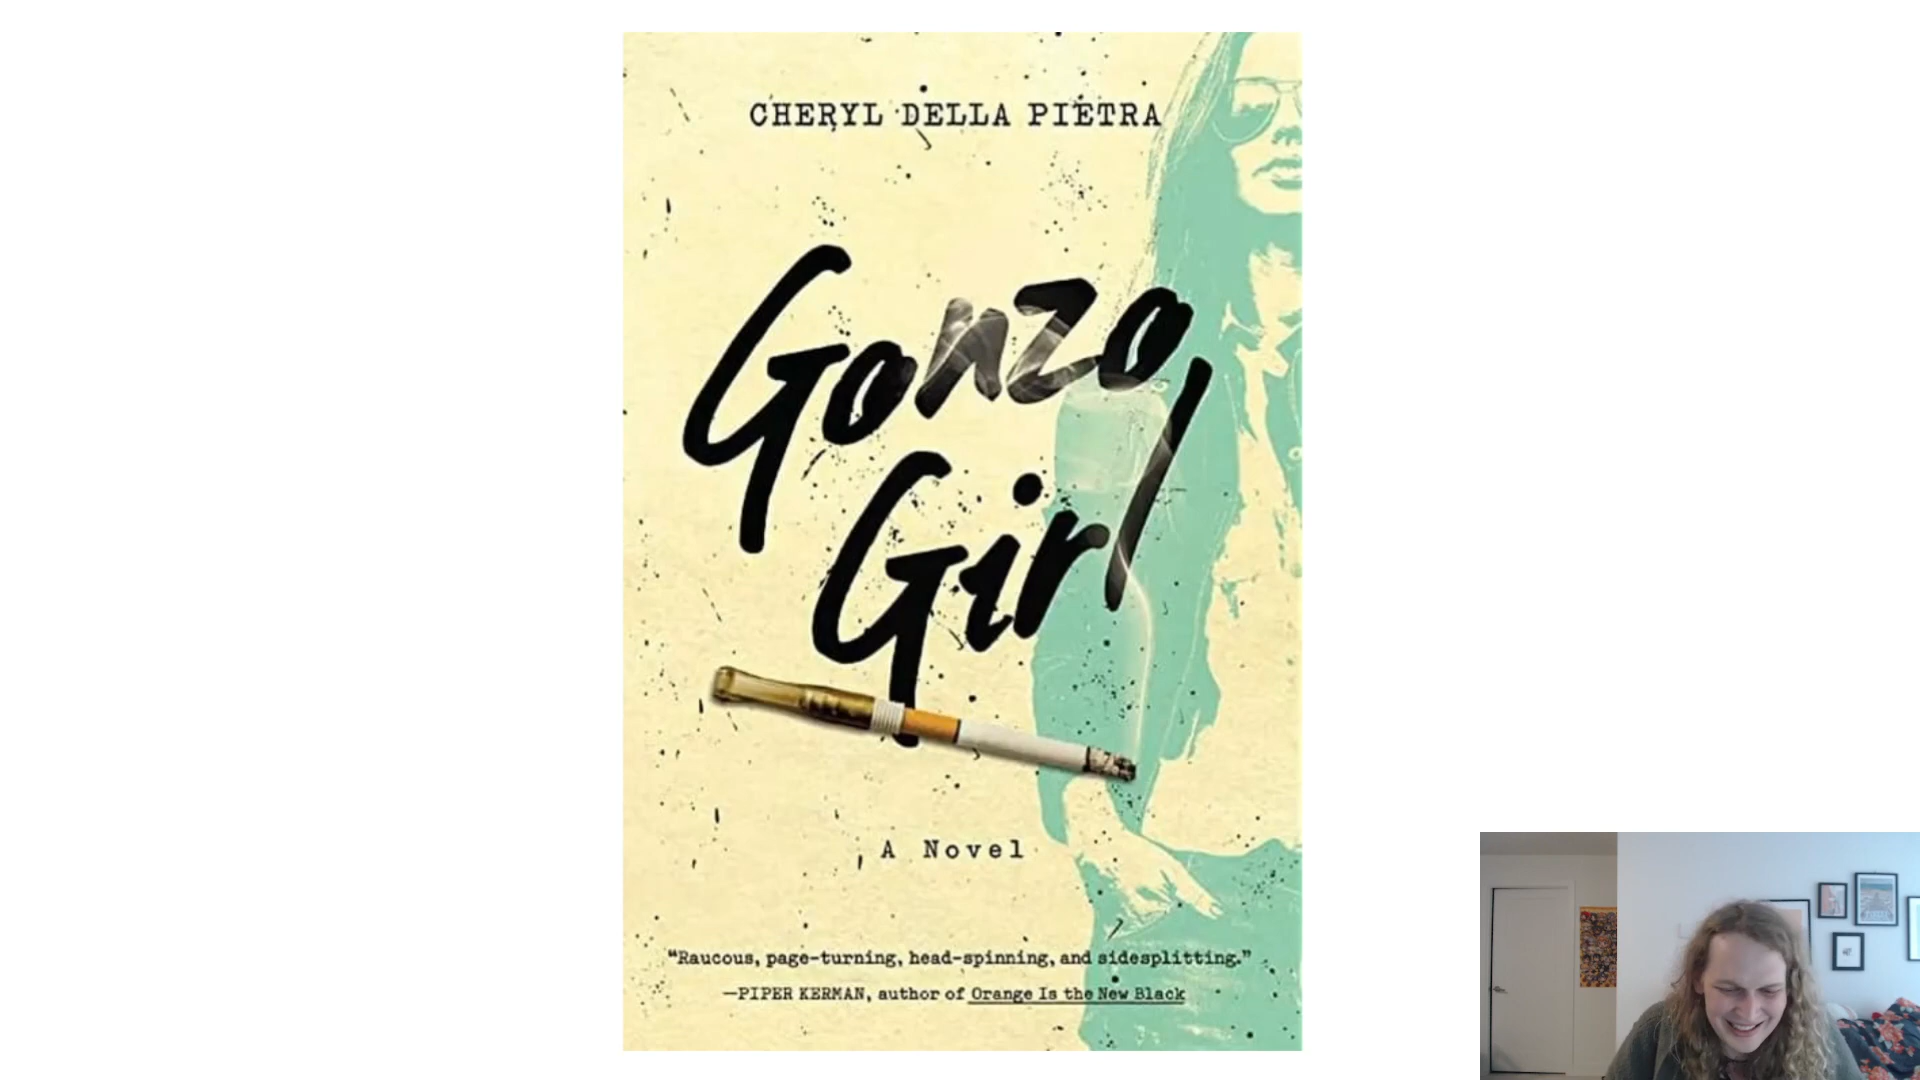 CHERYL DELLA PIETRA
Gonzo
Girl
A Novel
“Raucous, page-turning, head-spinning, and sidesplitting.”
—PIPER KERMAN, author of Orange Is the New Black